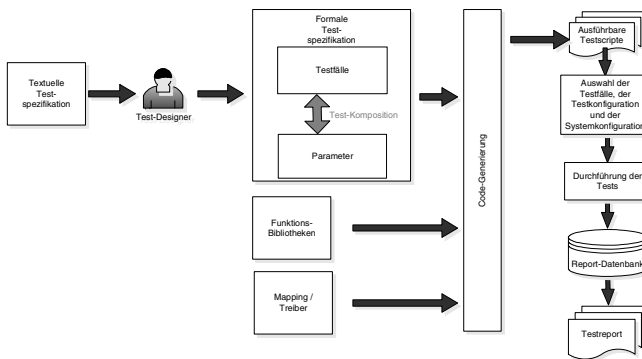 Textuelle
Test-
spezifikation
Test-Designer
Formale
Test-
spezifikation
Testfälle
Test-Komposition
Parameter
Funktions-
Bibliotheken
Mapping /
Treiber
Code-Generierung
Ausführbare
Testscripte
Auswahl der
Testfälle, der
Testkonfiguration
und der
Systemkonfiguration
Durchführung der
Tests
Report-Datenbank
Testreport